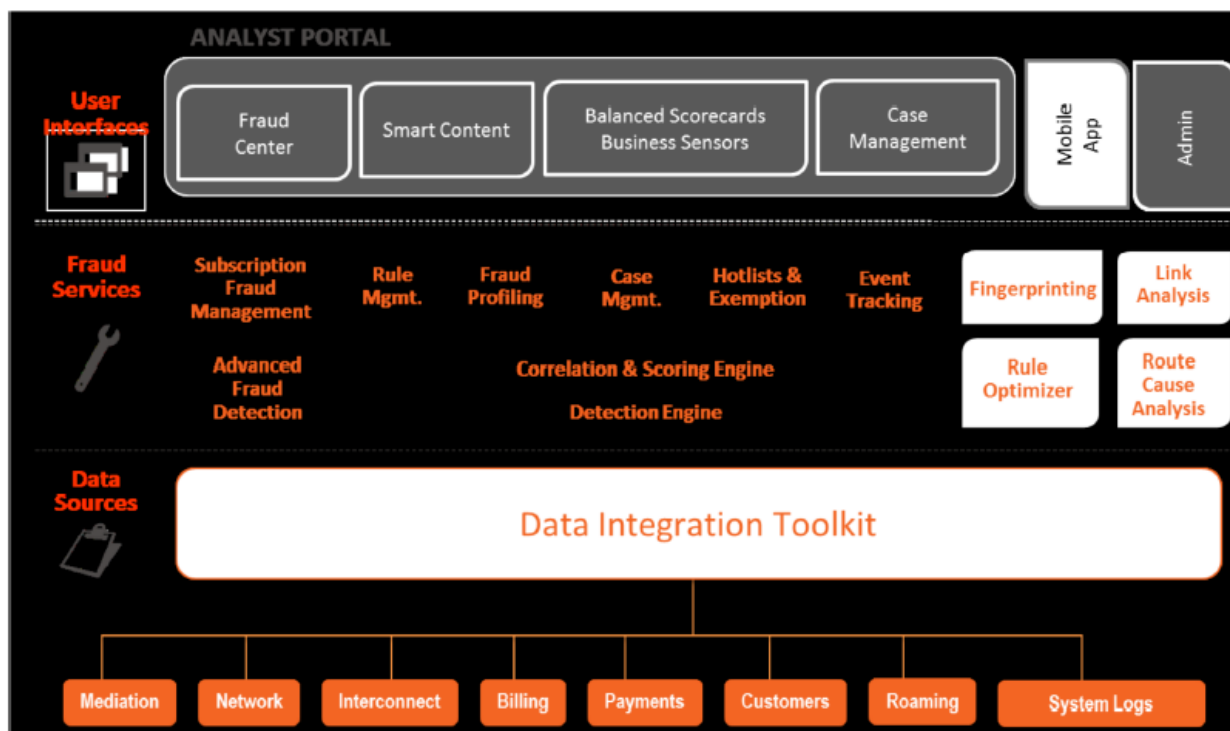 ANALYST PORTAL
User
Interfaces
Fraud
Center
Smart Content
Balanced Scorecards
Business Sensors
Case
Management
Mobile
App
Admin
Fraud
Services
Subscription
Fraud
Management
Rule
Mgmt.
Fraud
Profiling
Case
Mgmt.
Hotlists &
Exemption
Event
Tracking
Fingerprinting
Link
Analysis
Advanced
Fraud
Detection
Correlation & Scoring Engine
Detection Engine
Rule
Optimizer
Route
Cause
Analysis
Data
Sources
Data Integration Toolkit
Mediation
Network
Interconnect
Billing
Payments
Customers
Roaming
System Logs